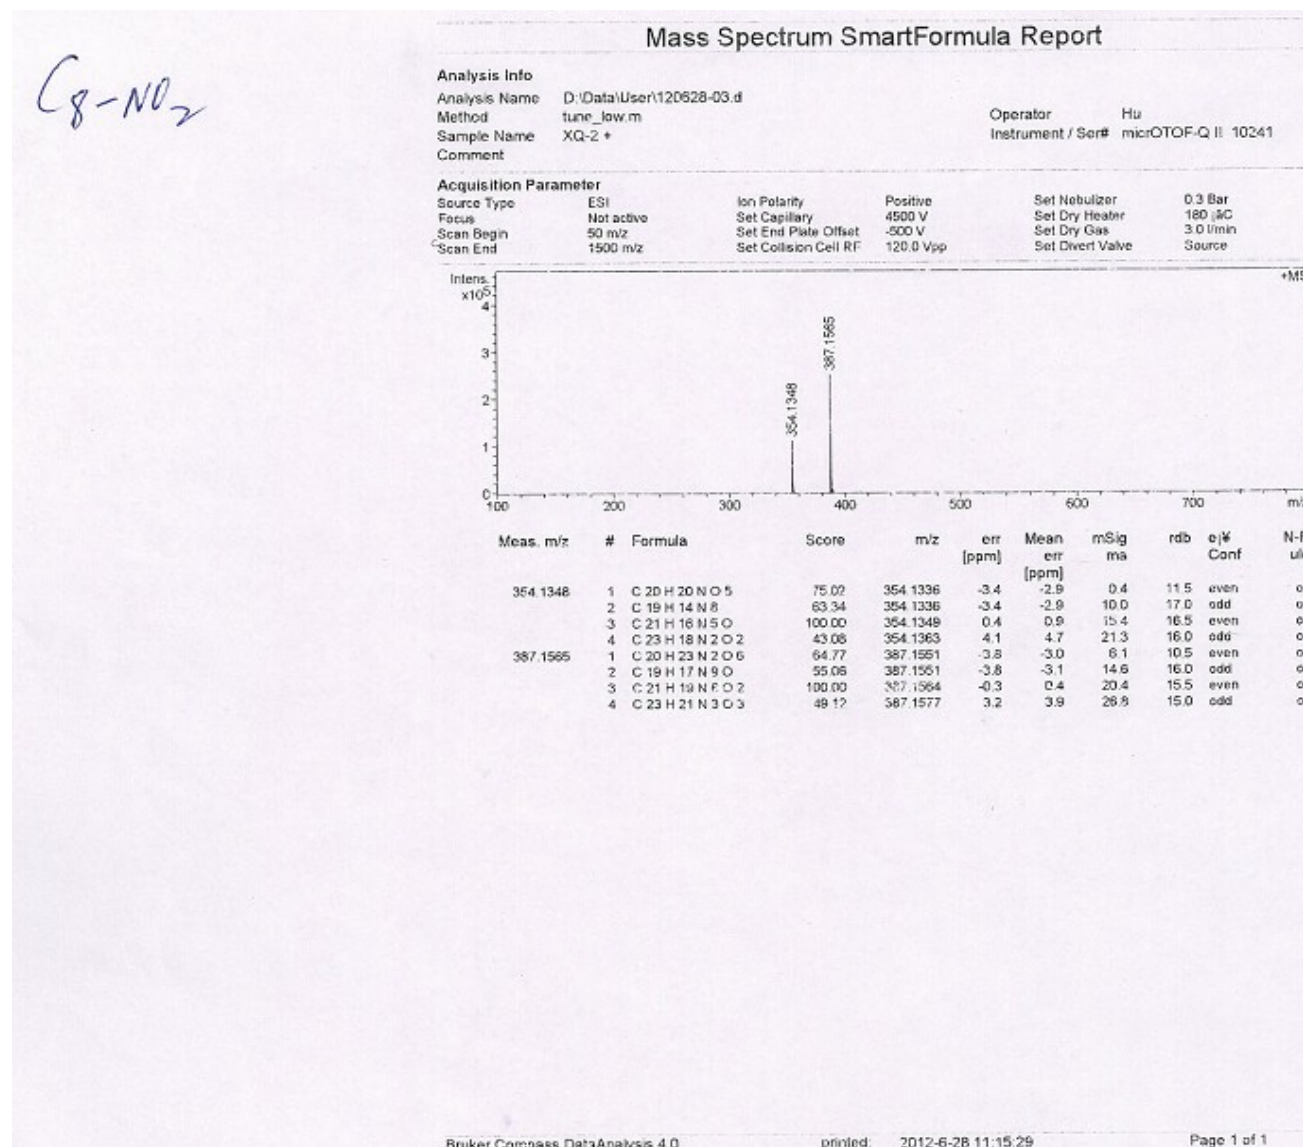 C8-NO2
Mass Spectrum SmartFormula Report
Analysis Info
Analysis Name D:\Data\User\120628-03.d
Method tune_low.m
Operator Hu
Sample Name XQ-2 +
Instrument / Ser# micrOTOF-Q II 10241
Comment
Acquisition Parameter
Source Type ESI Ion Polarity Positive Set Nebulizer 0.3 Bar
Focus Not active Set Capillary 4500 V Set Dry Heater 180 ¡ãC
Scan Begin 50 m/z Set End Plate Offset -500 V Set Dry Gas 3.0 l/min
Scan End 1500 m/z Set Collision Cell RF 120.0 Vpp Set Divert Valve Source
Intens.
x105
+MS
4
3
2
1
0
354.1348
387.1565
100 200 300 400 500 600 700 m/z
Meas. m/z # Formula Score m/z err [ppm] Mean err [ppm] mSigma rdb e¡¥ Conf N-R
354.1348 1 C 20 H 20 N O 5 75.02 354.1336 -3.4 -2.9 0.4 11.5 even
2 C 19 H 14 N 8 63.34 354.1336 -3.4 -2.9 10.0 17.0 odd
3 C 21 H 16 N 5 O 100.00 354.1349 0.4 0.9 15.4 16.5 even
4 C 23 H 18 N 2 O 2 43.08 354.1363 4.1 4.7 21.3 16.0 odd
387.1565 1 C 20 H 23 N 2 O 6 64.77 387.1551 -3.8 -3.0 6.1 10.5 even
2 C 19 H 17 N 9 O 55.06 387.1551 -3.8 -3.1 14.6 16.0 odd
3 C 21 H 19 N 6 O 2 100.00 387.1564 -0.3 0.4 20.4 15.5 even
4 C 23 H 21 N 3 O 3 49.12 387.1577 3.2 3.9 26.8 15.0 odd
Bruker Compass DataAnalysis 4.0 printed: 2012-6-28 11:15:29 Page 1 of 1